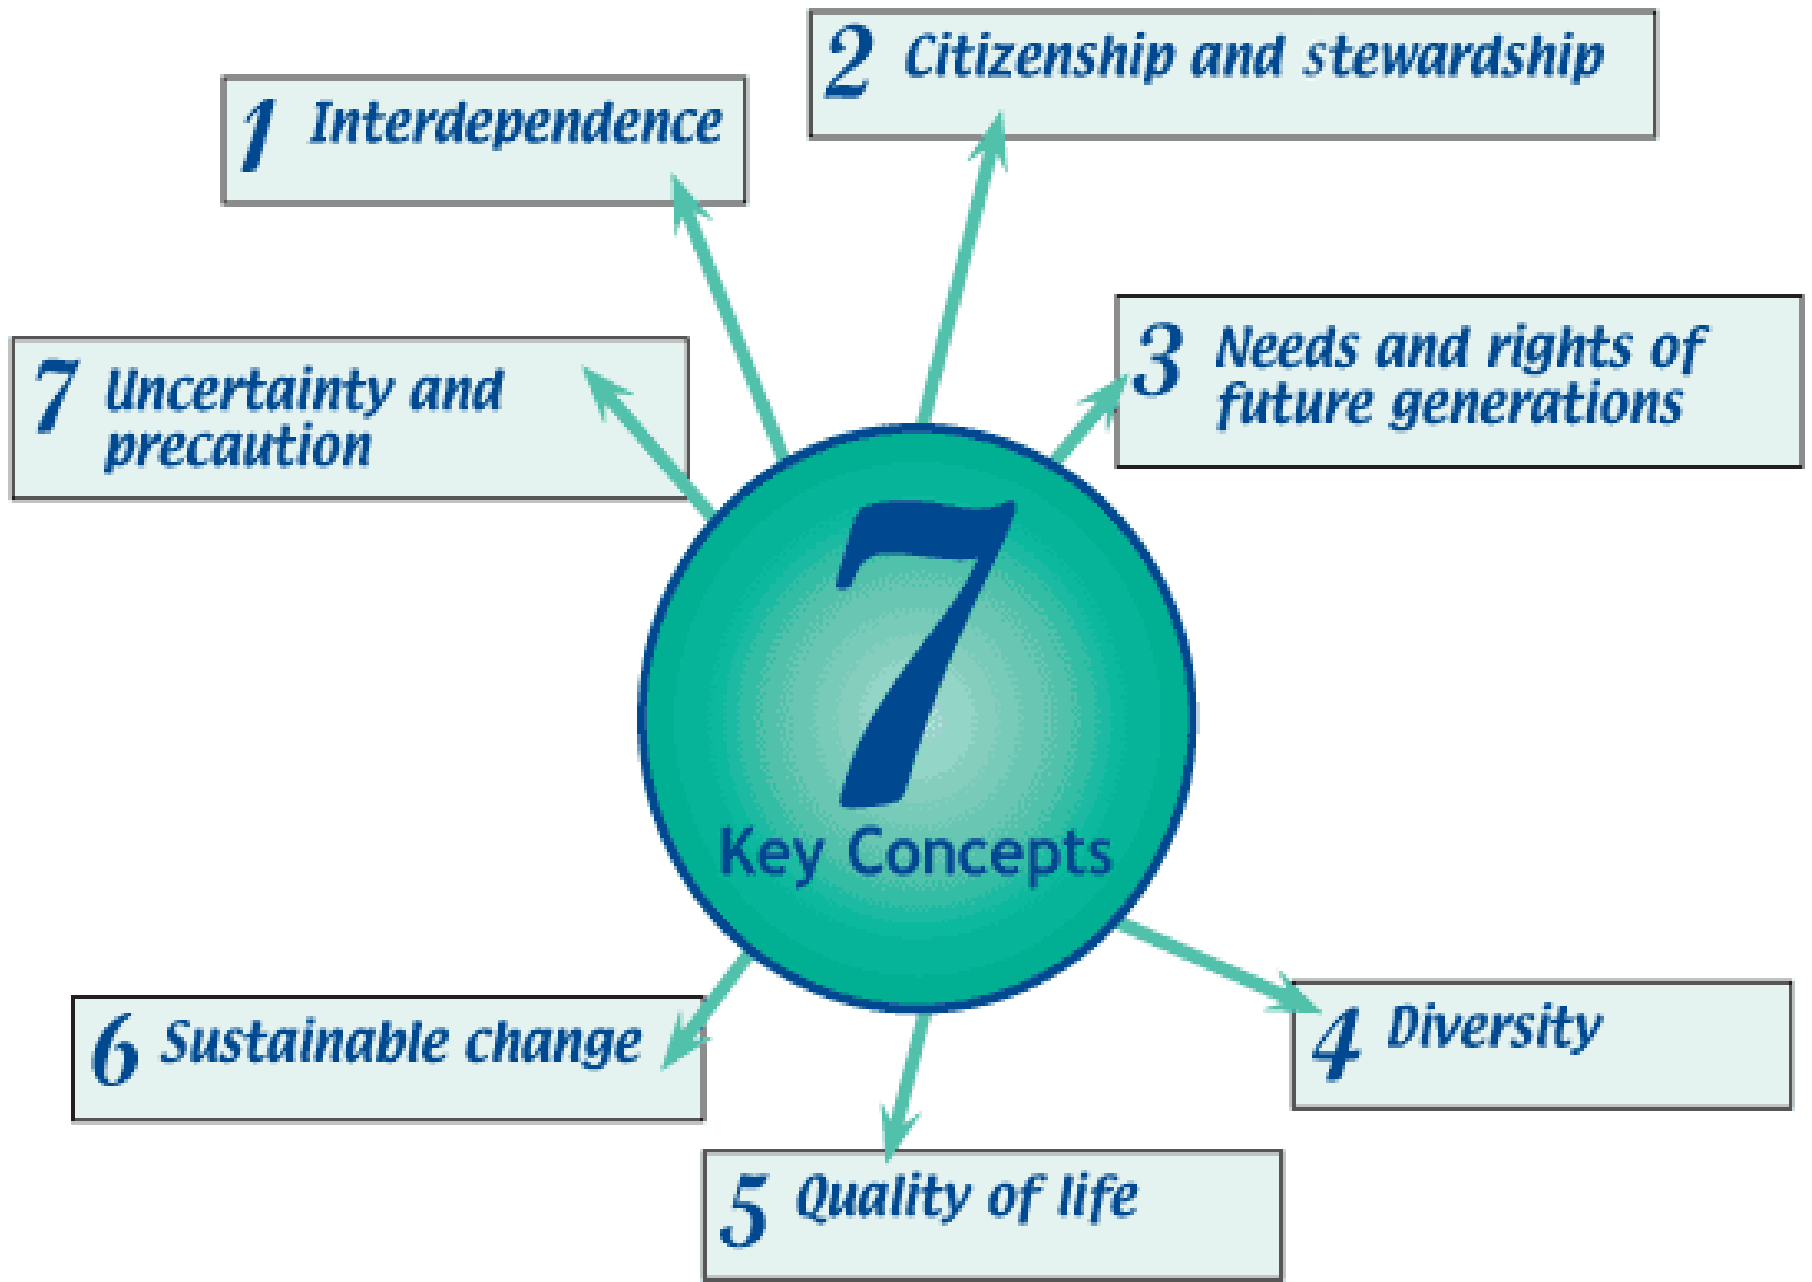 1 Interdependence
2 Citizenship and stewardship
3 Needs and rights of
future generations
4 Diversity
5 Quality of life
6 Sustainable change
7 Uncertainty and
precaution
7
Key Concepts